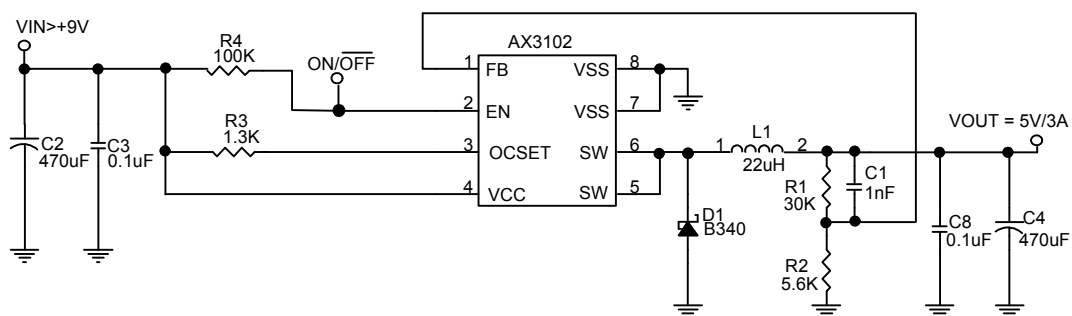 VIN>+9V
R4
100K
ON/OFF
AX3102
1 FB VSS 8
2 EN VSS 7
3 OCSET SW 6
4 VCC SW 5
R3
1.3K
C2
470uF
C3
0.1uF
1 L1 2
22uH
D1
B340
R1
30K
C1
1nF
R2
5.6K
VOUT = 5V/3A
C8
0.1uF
C4
470uF